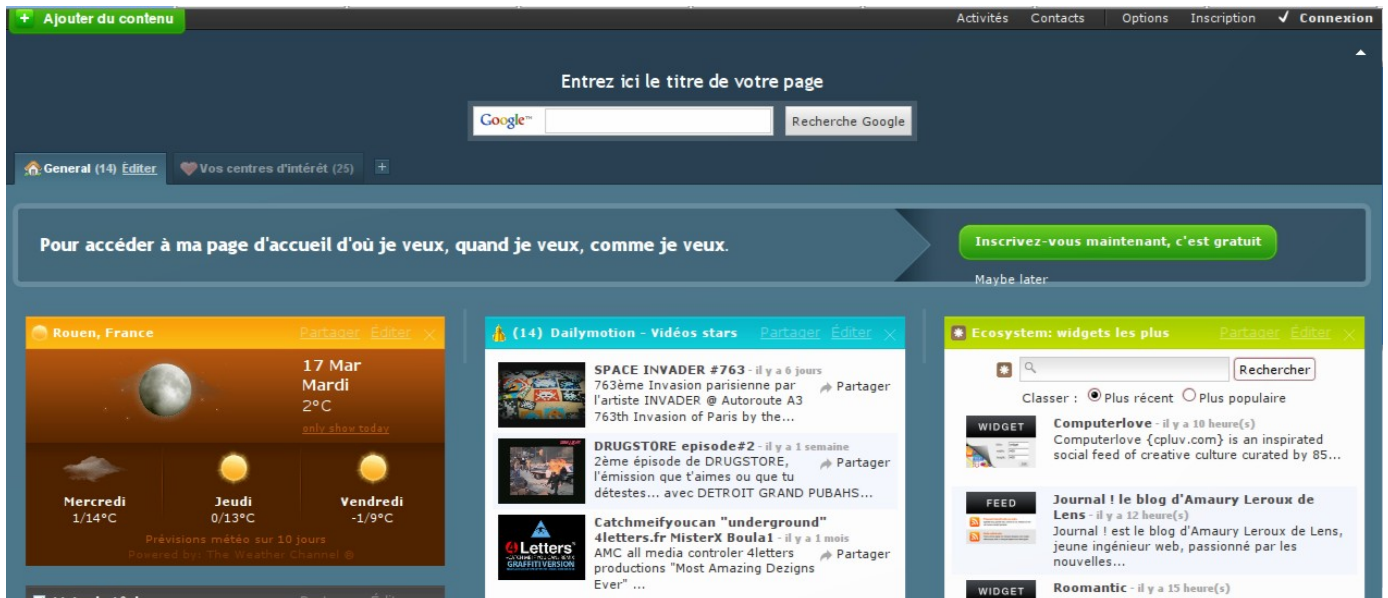 Ajouter du contenu
Activités Contacts Options Inscription Connexion
Entrez ici le titre de votre page
Google™ Recherche Google
General (14) Éditer Vos centres d'intérêt (25)
Pour accéder à ma page d'accueil d'où je veux, quand je veux, comme je veux.
Inscrivez-vous maintenant, c'est gratuit
Maybe later
Rouen, France Partager Éditer
17 Mar
Mardi
2°C
only show today
Mercredi Jeudi Vendredi
1/14°C 0/13°C -1/9°C
Prévisions météo sur 10 jours
Powered by: The Weather Channel ®
(14) Dailymotion - Vidéos stars Partager Éditer
SPACE INVADER #763 - il y a 6 jours
763ème Invasion parisienne par
l'artiste INVADER @ Autoroute A3
763th Invasion of Paris by the...
Partager
DRUGSTORE episode#2 - il y a 1 semaine
2ème épisode de DRUGSTORE,
l'émission que t'aimes ou que tu
détestes... avec DETROIT GRAND PUBAHS...
Partager
4Letters
GRAFFITI VERSION
Catchmeifyoucan "underground"
4letters.fr MisterX Boula1 - il y a 1 mois
AMC all media controler 4letters
productions "Most Amazing Dezigns
Ever" ...
Partager
Ecosystem: widgets les plus Partager Éditer
Rechercher
Classer : Plus récent Plus populaire
WIDGET
Computerlove - il y a 10 heure(s)
Computerlove {cpluv.com} is an inspirated
social feed of creative culture curated by 85...
FEED
Journal ! le blog d'Amaury Leroux de
Lens - il y a 12 heure(s)
Journal ! est le blog d'Amaury Leroux de Lens,
jeune ingénieur web, passionné par les
nouvelles...
WIDGET
Roomantic - il y a 15 heure(s)